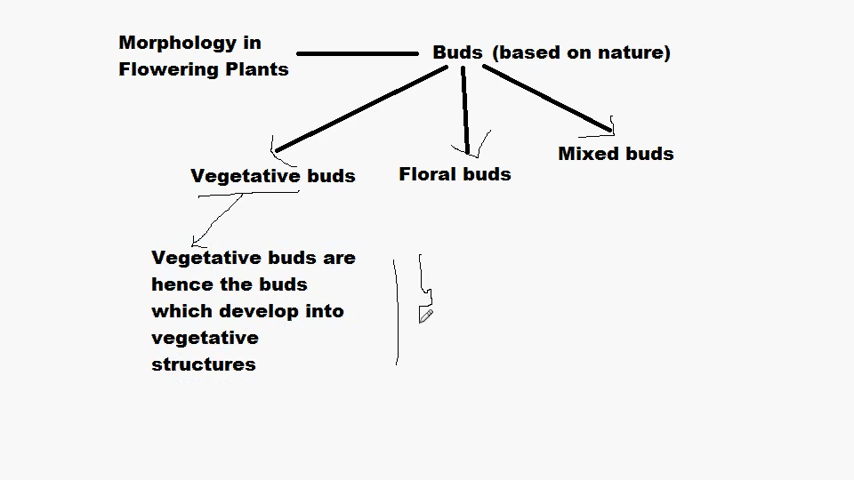 Morphology in
Flowering Plants
Buds (based on nature)
Vegetative buds
Floral buds
Mixed buds
Vegetative buds are
hence the buds
which develop into
vegetative
structures